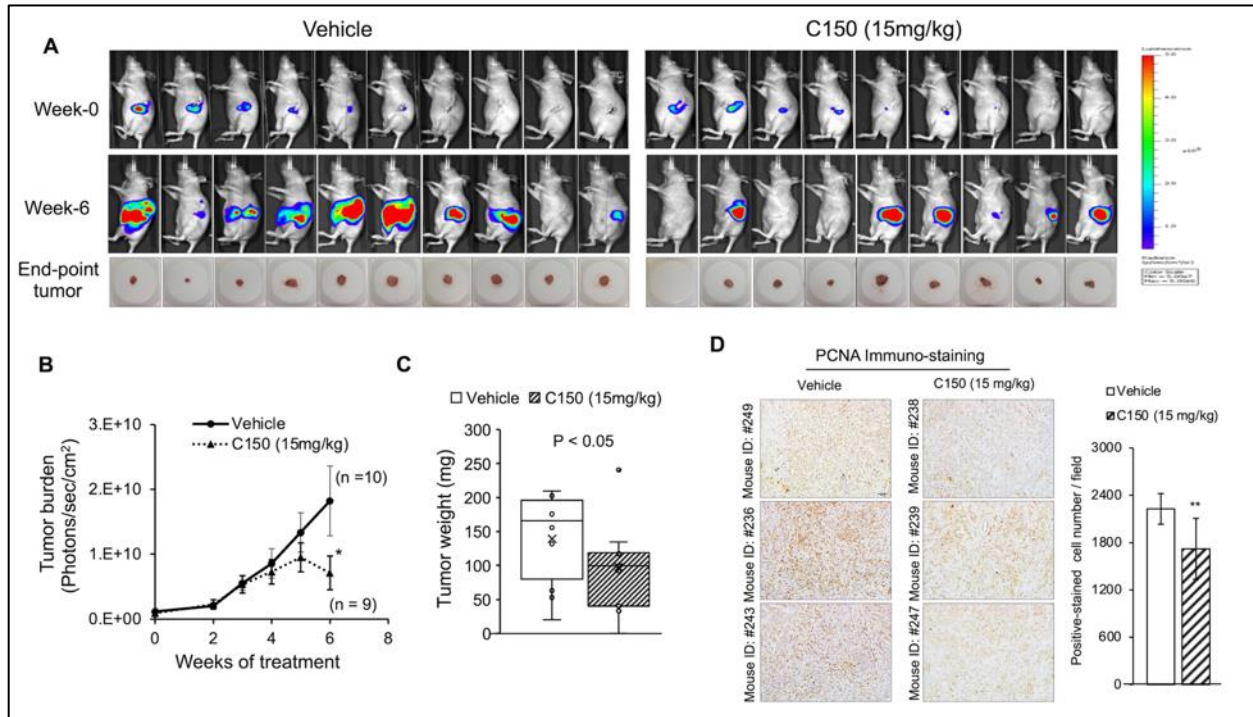 Vehicle
C150 (15mg/kg)
A
Week-0
Week-6
End-point
tumor
B
Vehicle
C150 (15mg/kg)
Tumor burden
(Photons/sec/cm2)
3.E+10
2.E+10
1.E+10
0.E+00
(n =10)
*
(n = 9)
0
2
4
6
8
Weeks of treatment
C
Vehicle
C150 (15mg/kg)
P < 0.05
Tumor weight (mg)
300
250
200
150
100
50
0
D
PCNA Immuno-staining
Vehicle
C150 (15 mg/kg)
Mouse ID: #249
Mouse ID: #238
Mouse ID: #236
Mouse ID: #239
Mouse ID: #243
Mouse ID: #247
Vehicle
C150 (15 mg/kg)
Positive-stained cell number / field
3000
2400
1800
1200
600
0
**